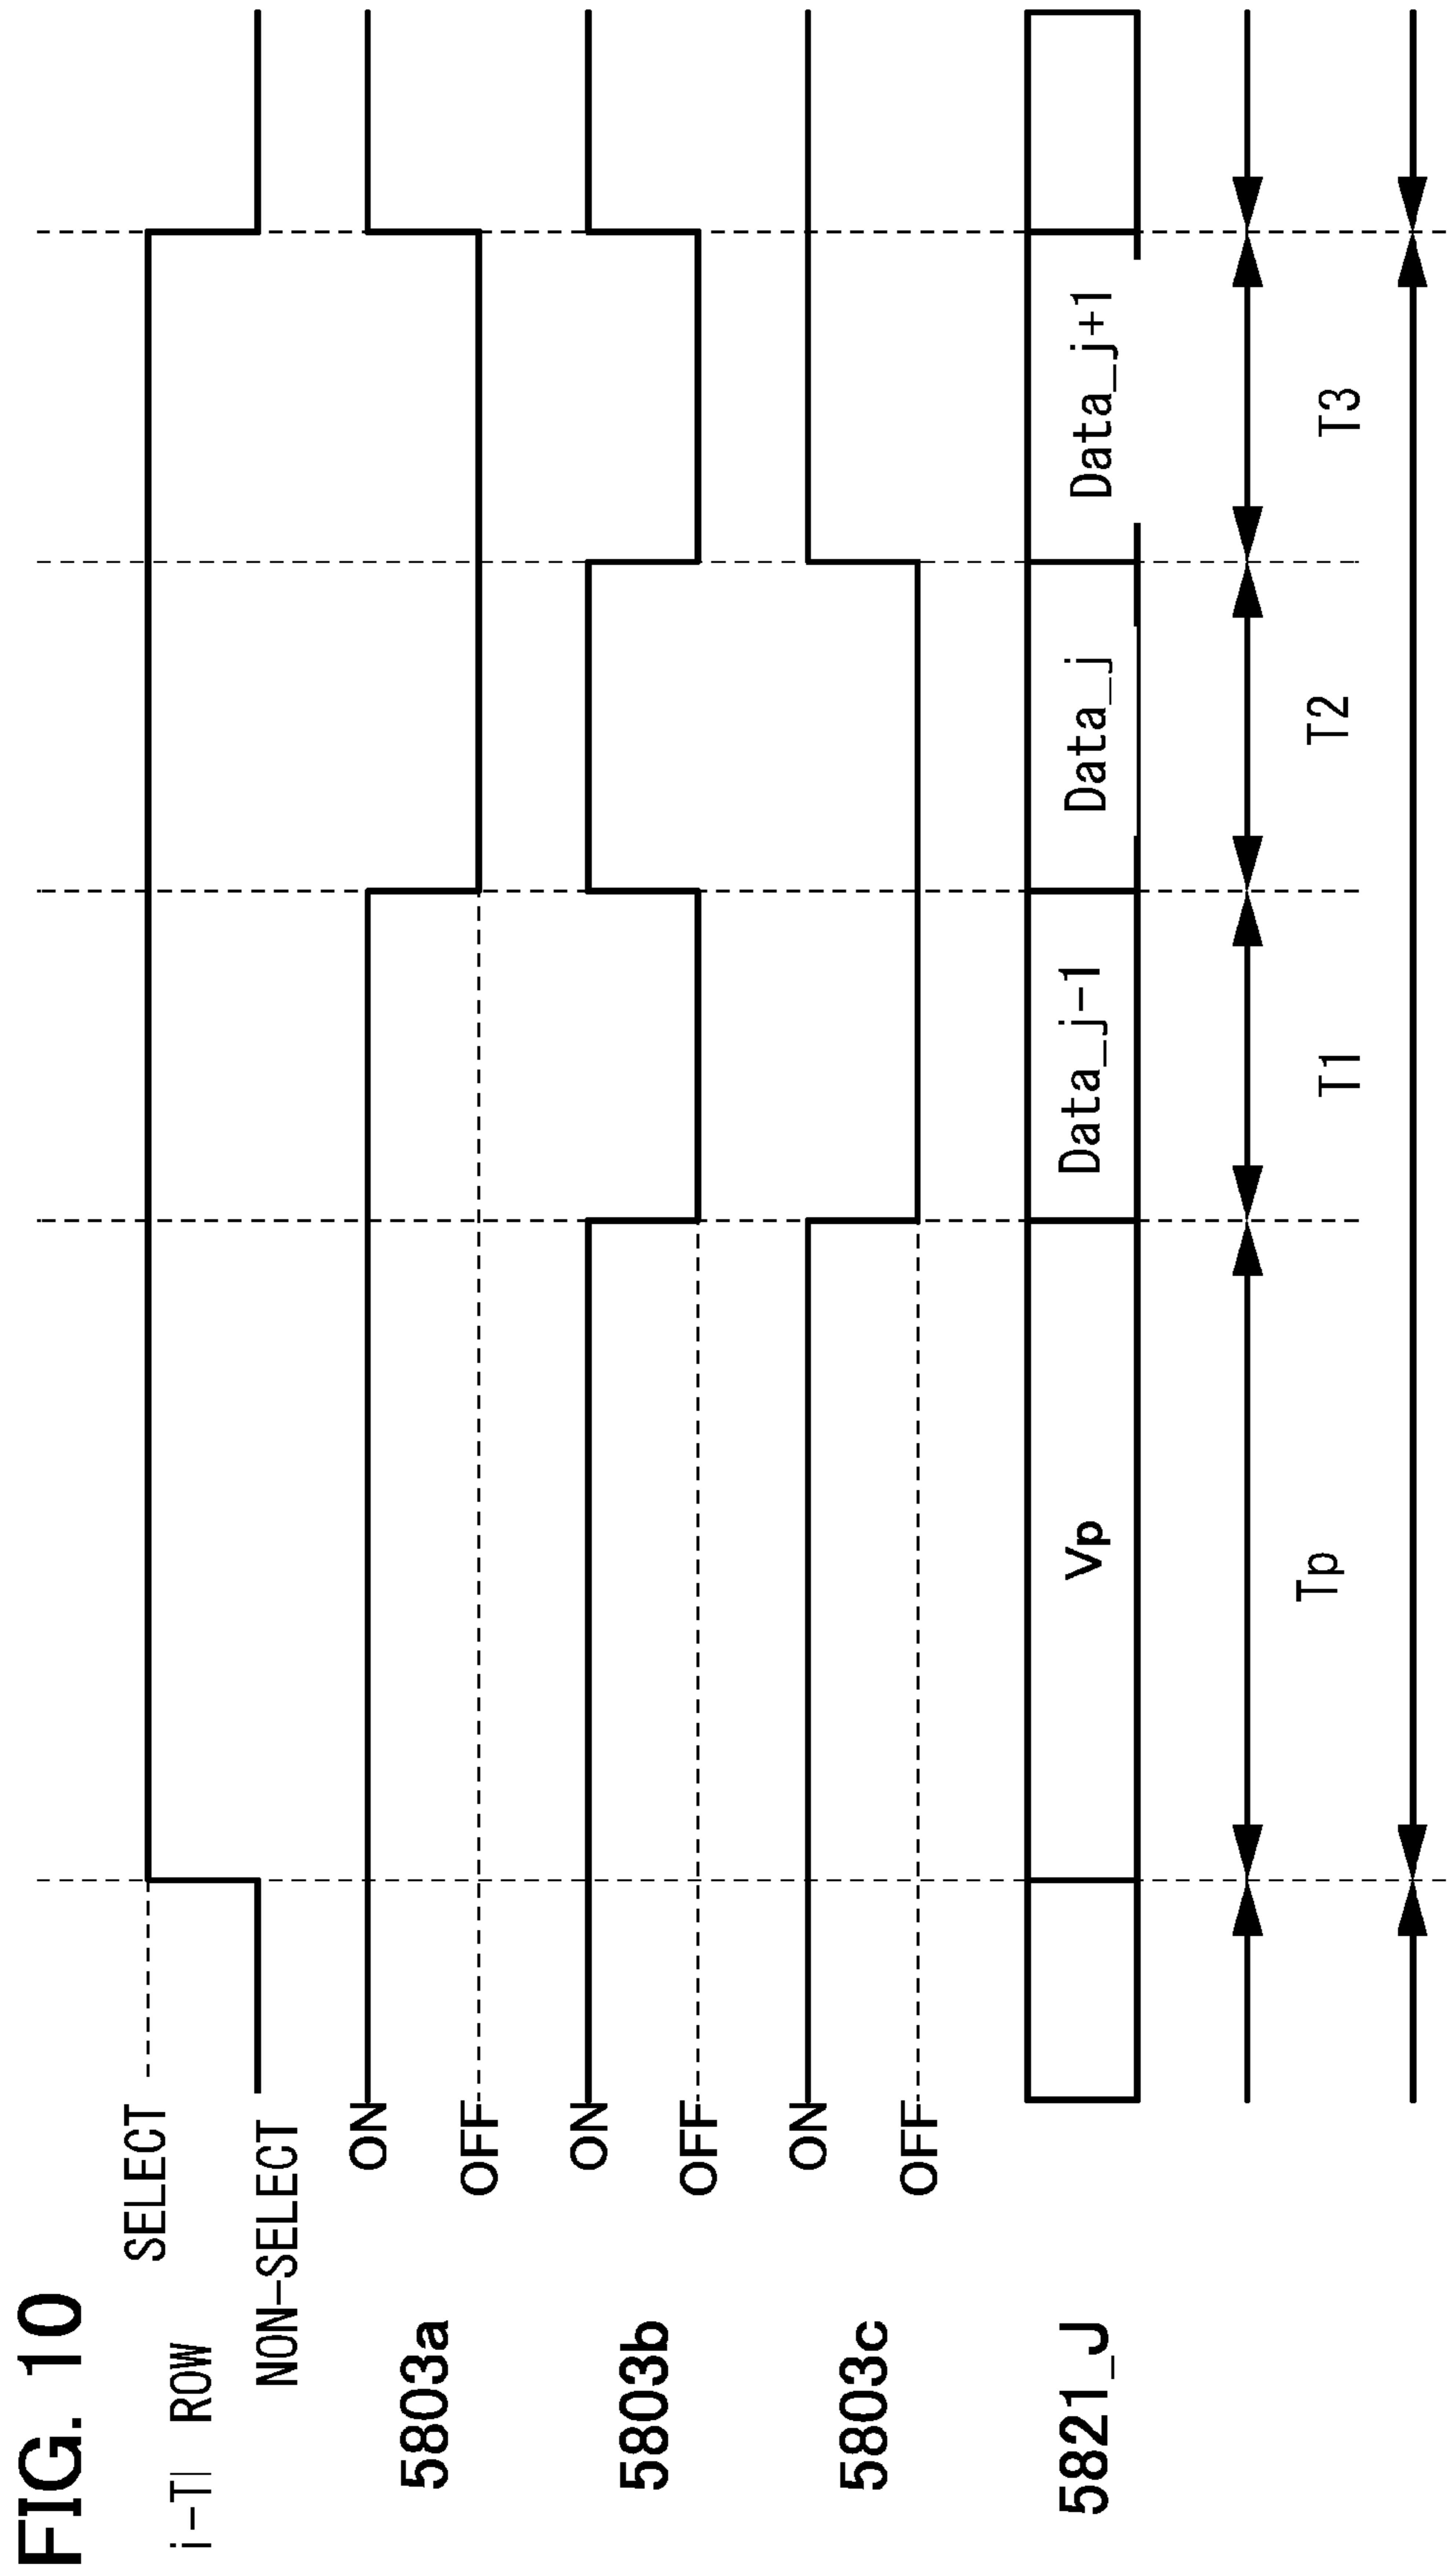 FIG. 10
SELECT
i-TI ROW
NON-SELECT
ON
5803a
OFF
ON
5803b
OFF
ON
5803c
OFF
5821_J Vp Data_j-1 Data_j Data_j+1
Tp T1 T2 T3